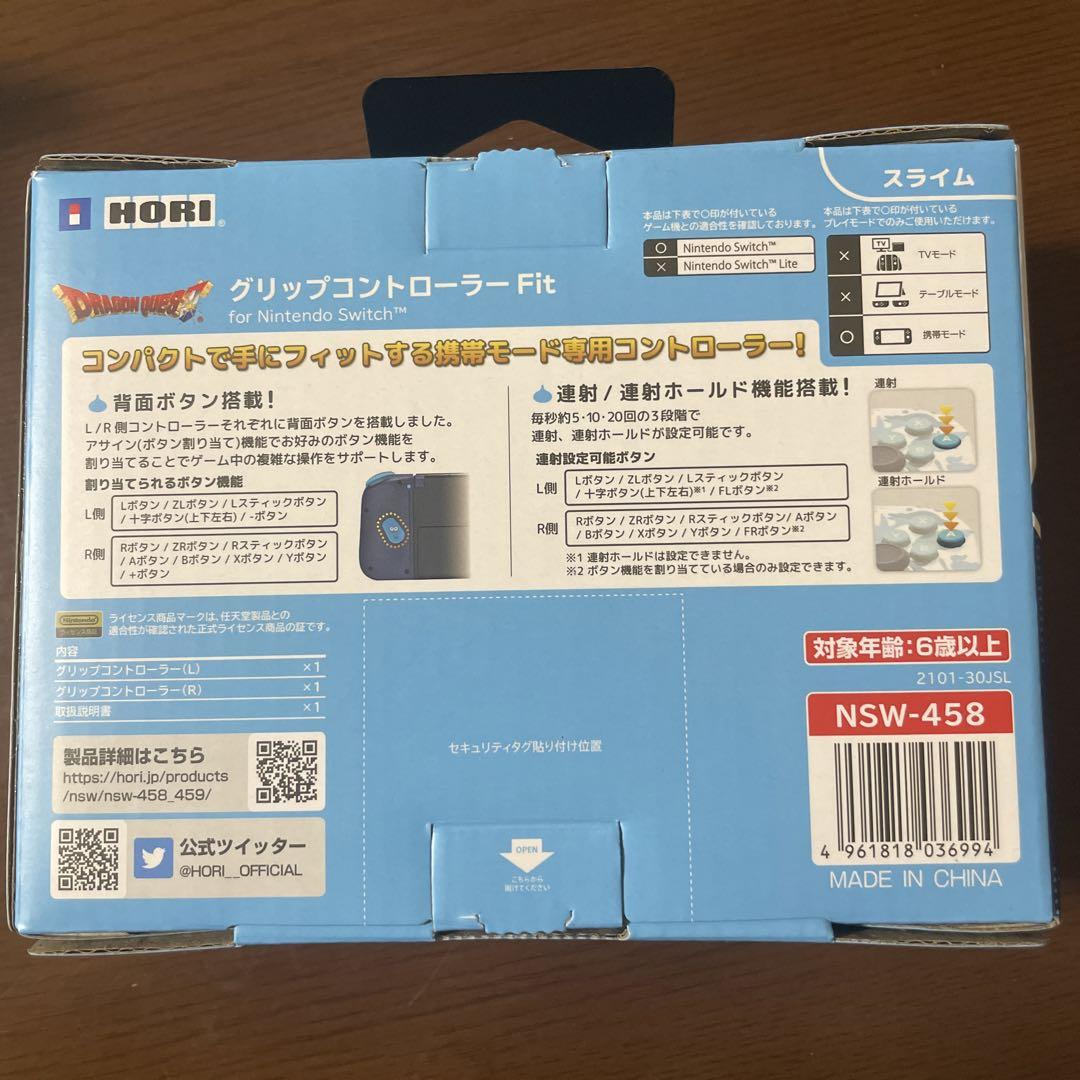 HORI®
スライム
本品は下表で○印が付いている
ゲーム機との適合性を確認しております。
○ Nintendo Switch™
× Nintendo Switch™ Lite
本品は下表で○印が付いている
プレイモードでのみご使用いただけます。
× TV TVモード
× テーブルモード
○ 携帯モード
DRAGON QUEST
グリップコントローラー Fit
for Nintendo Switch™
コンパクトで手にフィットする携帯モード専用コントローラー!
背面ボタン搭載!
L/R側コントローラーそれぞれに背面ボタンを搭載しました。
アサイン(ボタン割り当て)機能でお好みのボタン機能を
割り当てることでゲーム中の複雑な操作をサポートします。
割り当てられるボタン機能
L側 Lボタン / ZLボタン / Lスティックボタン
/ 十字ボタン(上下左右) / -ボタン
R側 Rボタン / ZRボタン / Rスティックボタン
/ Aボタン / Bボタン / Xボタン / Yボタン
/ +ボタン
連射 / 連射ホールド機能搭載!
毎秒約5・10・20回の3段階で
連射、連射ホールドが設定可能です。
連射設定可能ボタン
L側 Lボタン / ZLボタン / Lスティックボタン
/ 十字ボタン(上下左右)※1 / FLボタン※2
R側 Rボタン / ZRボタン / Rスティックボタン/ Aボタン
/ Bボタン / Xボタン / Yボタン / FRボタン※2
※1 連射ホールドは設定できません。
※2 ボタン機能を割り当てている場合のみ設定できます。
連射
連射ホールド
Nintendo
ライセンス商品
ライセンス商品マークは、任天堂製品との
適合性が確認された正式ライセンス商品の証です。
内容
グリップコントローラー(L) ×1
グリップコントローラー(R) ×1
取扱説明書 ×1
製品詳細はこちら
https://hori.jp/products
/nsw/nsw-458_459/
公式ツイッター
@HORI__OFFICIAL
セキュリティタグ貼り付け位置
OPEN
こちらから
開けてください
対象年齢:6歳以上
2101-30JSL
NSW-458
4 961818 036994
MADE IN CHINA